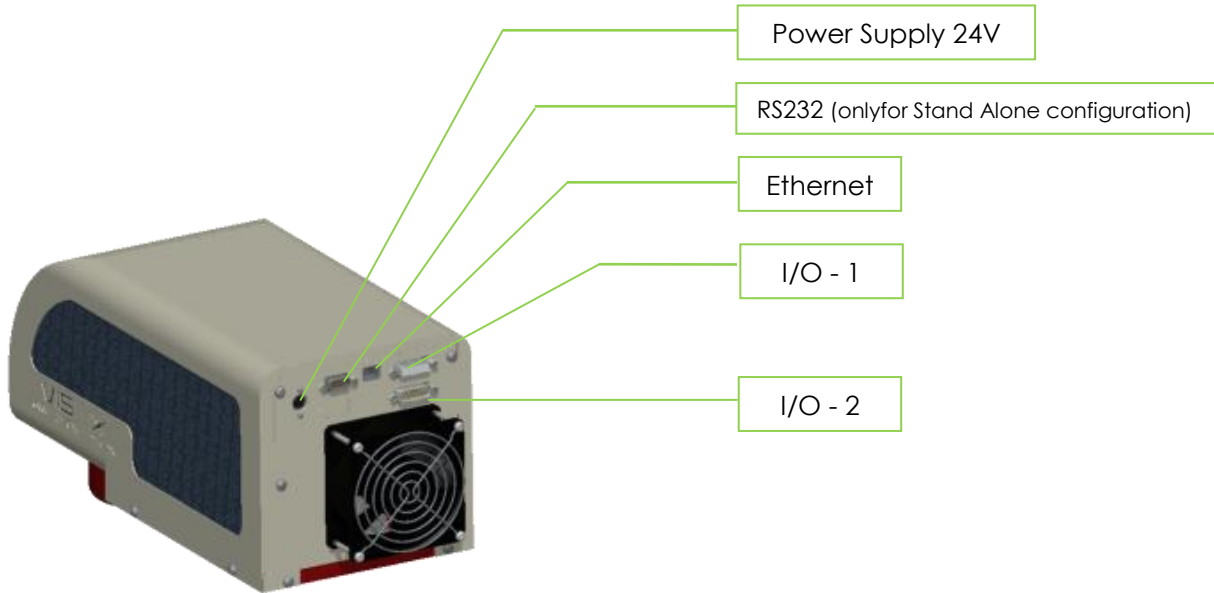 Power Supply 24V
RS232 (onlyfor Stand Alone configuration)
Ethernet
I/O - 1
I/O - 2